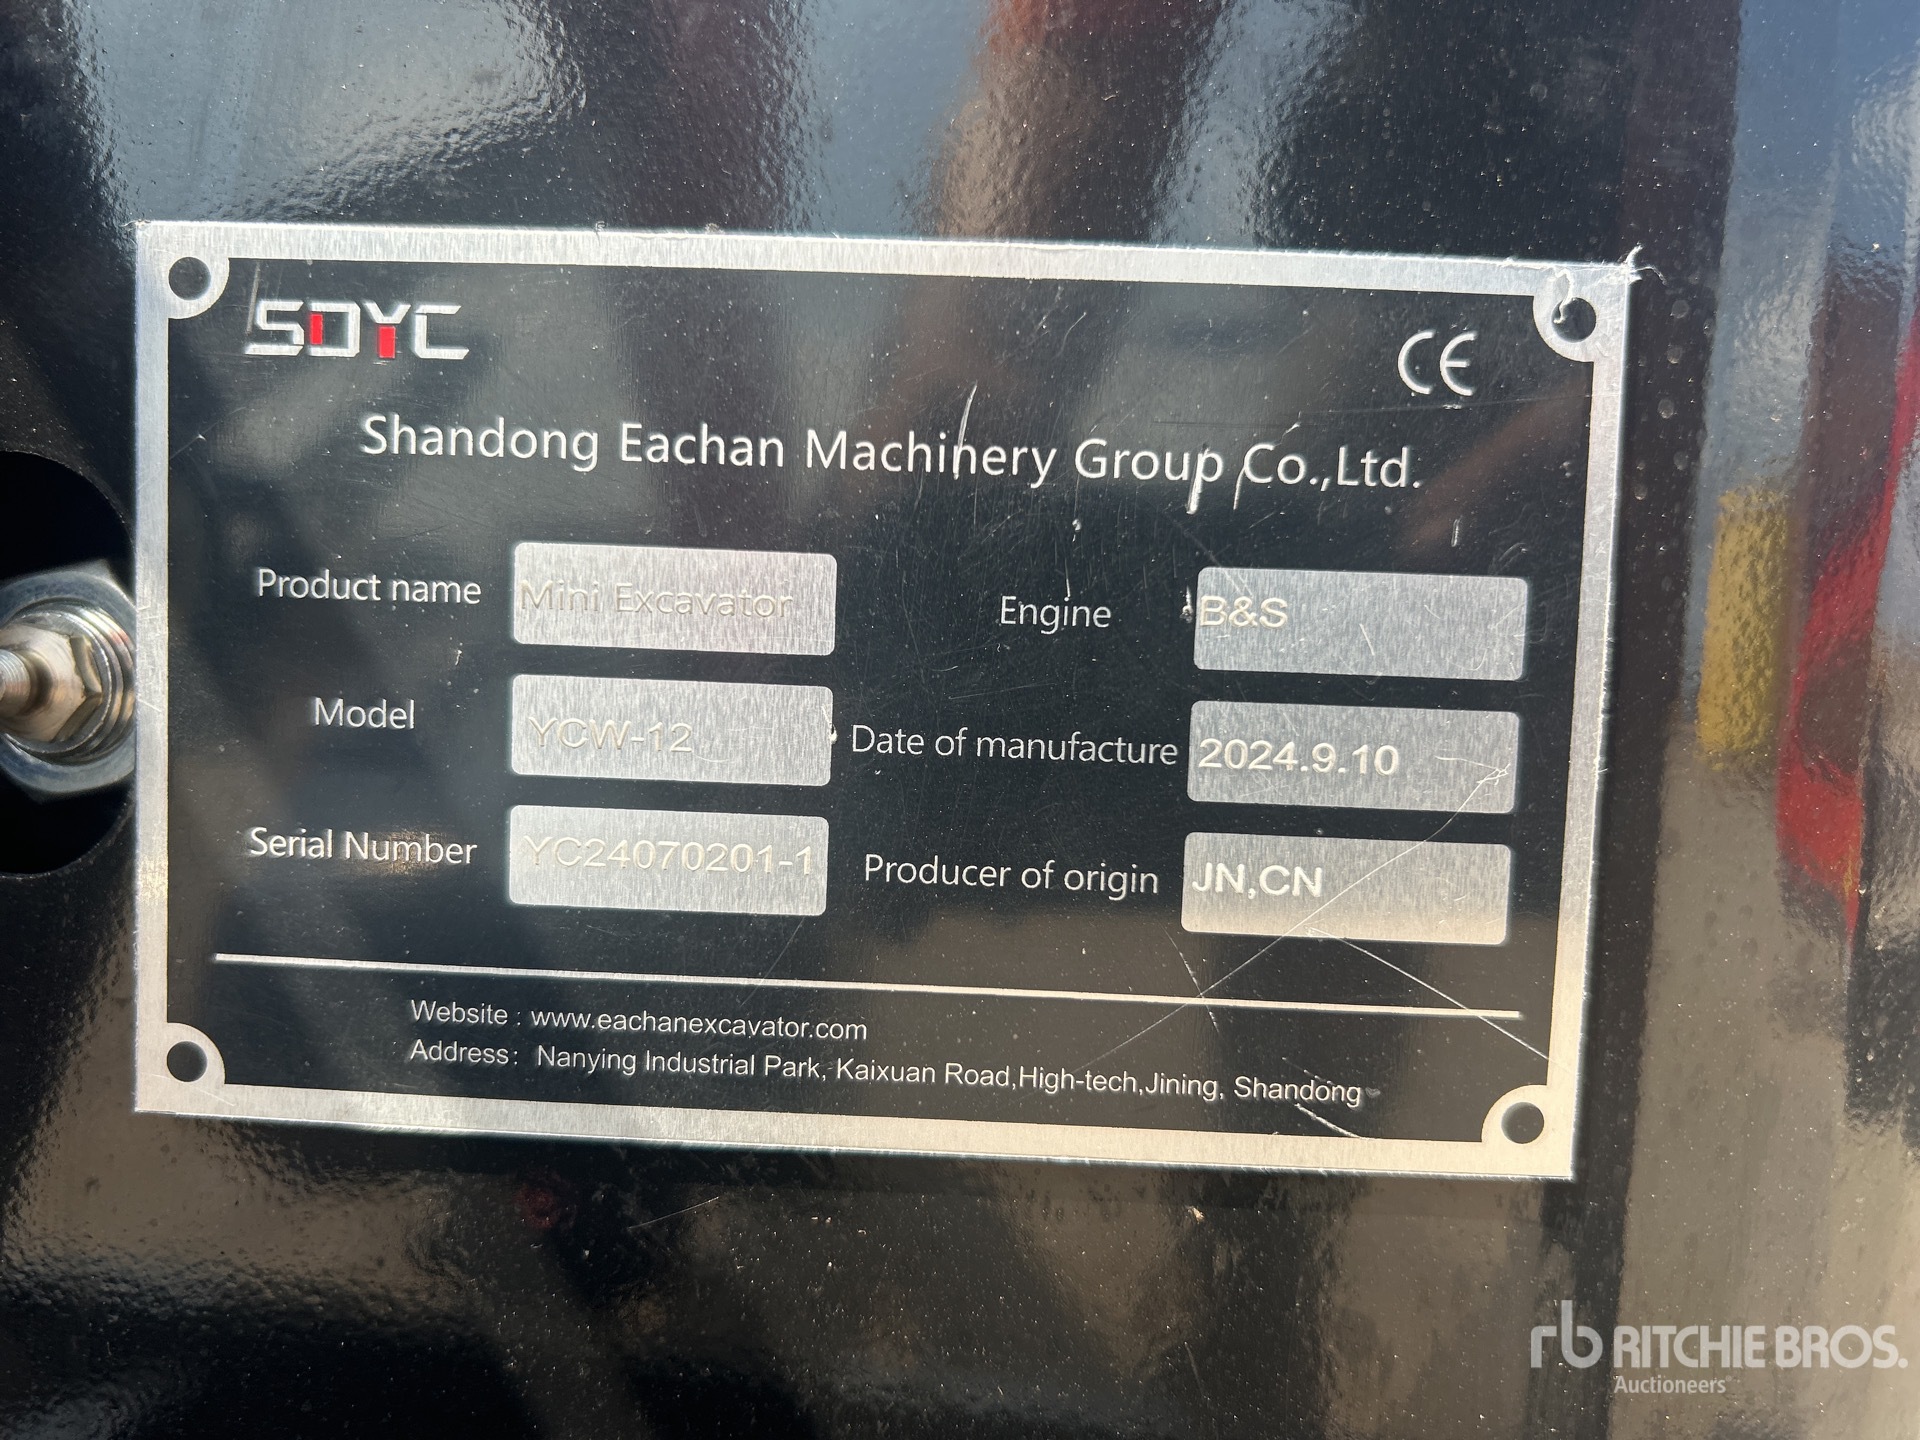 SDYC
CE
Shandong Eachan Machinery Group Co.,Ltd.
Product name Mini Excavator
Engine B&S
Model YCW-12
Date of manufacture 2024.9.10
Serial Number YC24070201-1
Producer of origin JN,CN
Website : www.eachanexcavator.com
Address: Nanying Industrial Park, Kaixuan Road,High-tech,Jining, Shandong
rb RITCHIE BROS.
Auctioneers